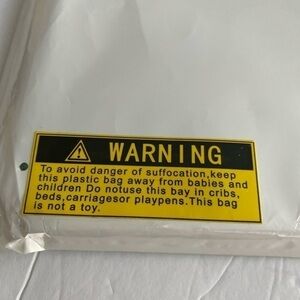 WARNING
To avoid danger of suffocation,keep
this plastic bag away from babies and
children Do notuse this bay in cribs,
beds,carriagesor playpens.This bag
is not a toy.